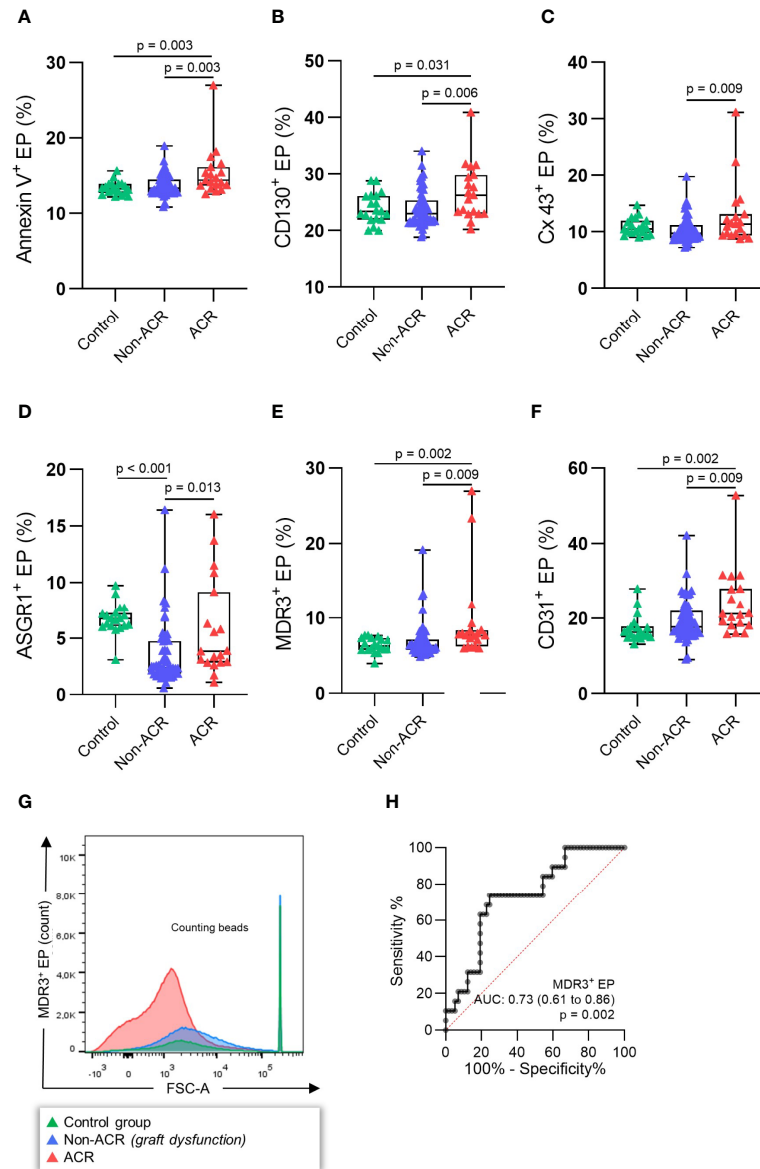 A
p = 0.003
p = 0.003
Annexin V⁺ EP (%)
30
20
10
0
Control
Non-ACR
ACR
B
p = 0.031
p = 0.006
CD130⁺ EP (%)
50
40
30
20
10
Control
Non-ACR
ACR
C
p = 0.009
Cx 43⁺ EP (%)
40
30
20
10
0
Control
Non-ACR
ACR
D
p < 0.001
p = 0.013
ASGR1⁺ EP (%)
20
15
10
5
0
Control
Non-ACR
ACR
E
p = 0.002
p = 0.009
MDR3⁺ EP (%)
30
20
10
0
Control
Non-ACR
ACR
F
p = 0.002
p = 0.009
CD31⁺ EP (%)
60
40
20
0
Control
Non-ACR
ACR
G
MDR3⁺ EP (count)
10K
8,0K
6,0K
4,0K
2,0K
0
Counting beads
-10³ 0 10³ 10⁴ 10⁵
FSC-A
Control group
Non-ACR (graft dysfunction)
ACR
H
Sensitivity %
100
80
60
40
20
0
MDR3⁺ EP
AUC: 0.73 (0.61 to 0.86)
p = 0.002
0 20 40 60 80 100
100% - Specificity%